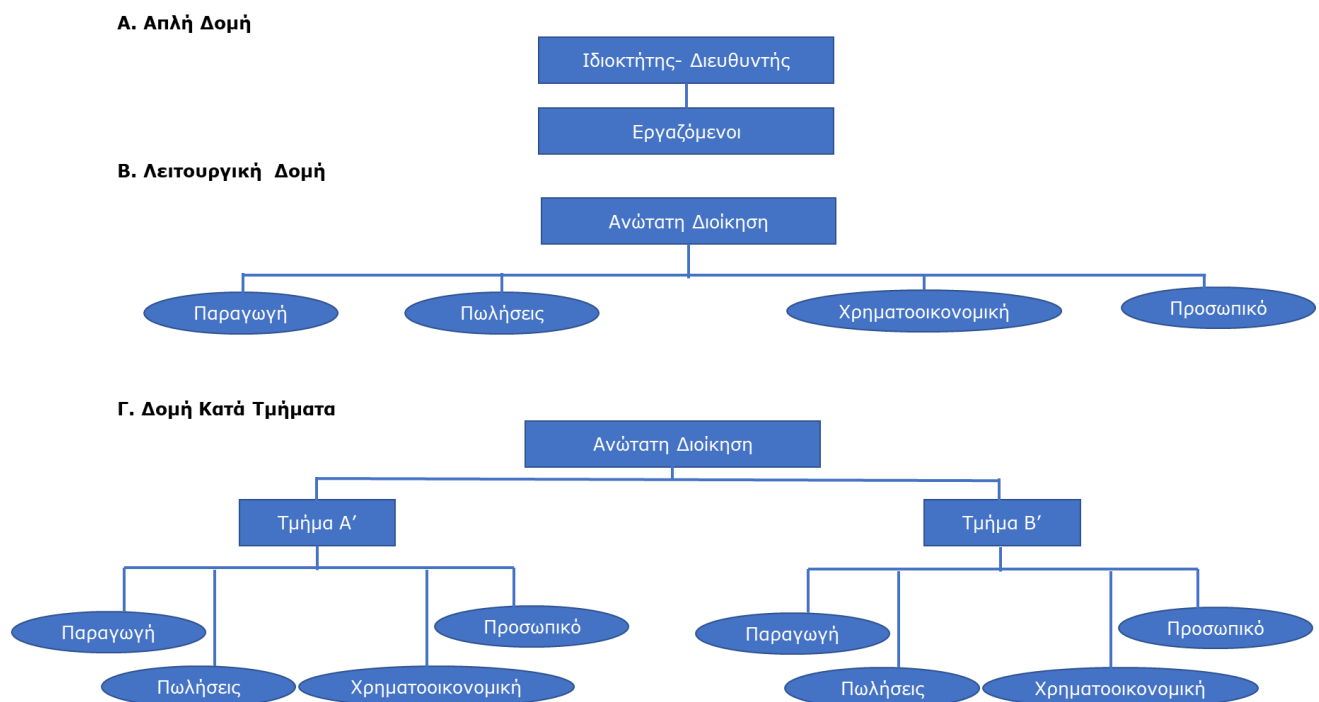 Α. Απλή Δομή
Ιδιοκτήτης- Διευθυντής
Εργαζόμενοι
Β. Λειτουργική  Δομή
Ανώτατη Διοίκηση
Παραγωγή
Πωλήσεις
Χρηματοοικονομική
Προσωπικό
Γ. Δομή Κατά Τμήματα
Ανώτατη Διοίκηση
Τμήμα Α’
Τμήμα Β’
Παραγωγή
Πωλήσεις
Χρηματοοικονομική
Προσωπικό
Παραγωγή
Πωλήσεις
Χρηματοοικονομική
Προσωπικό